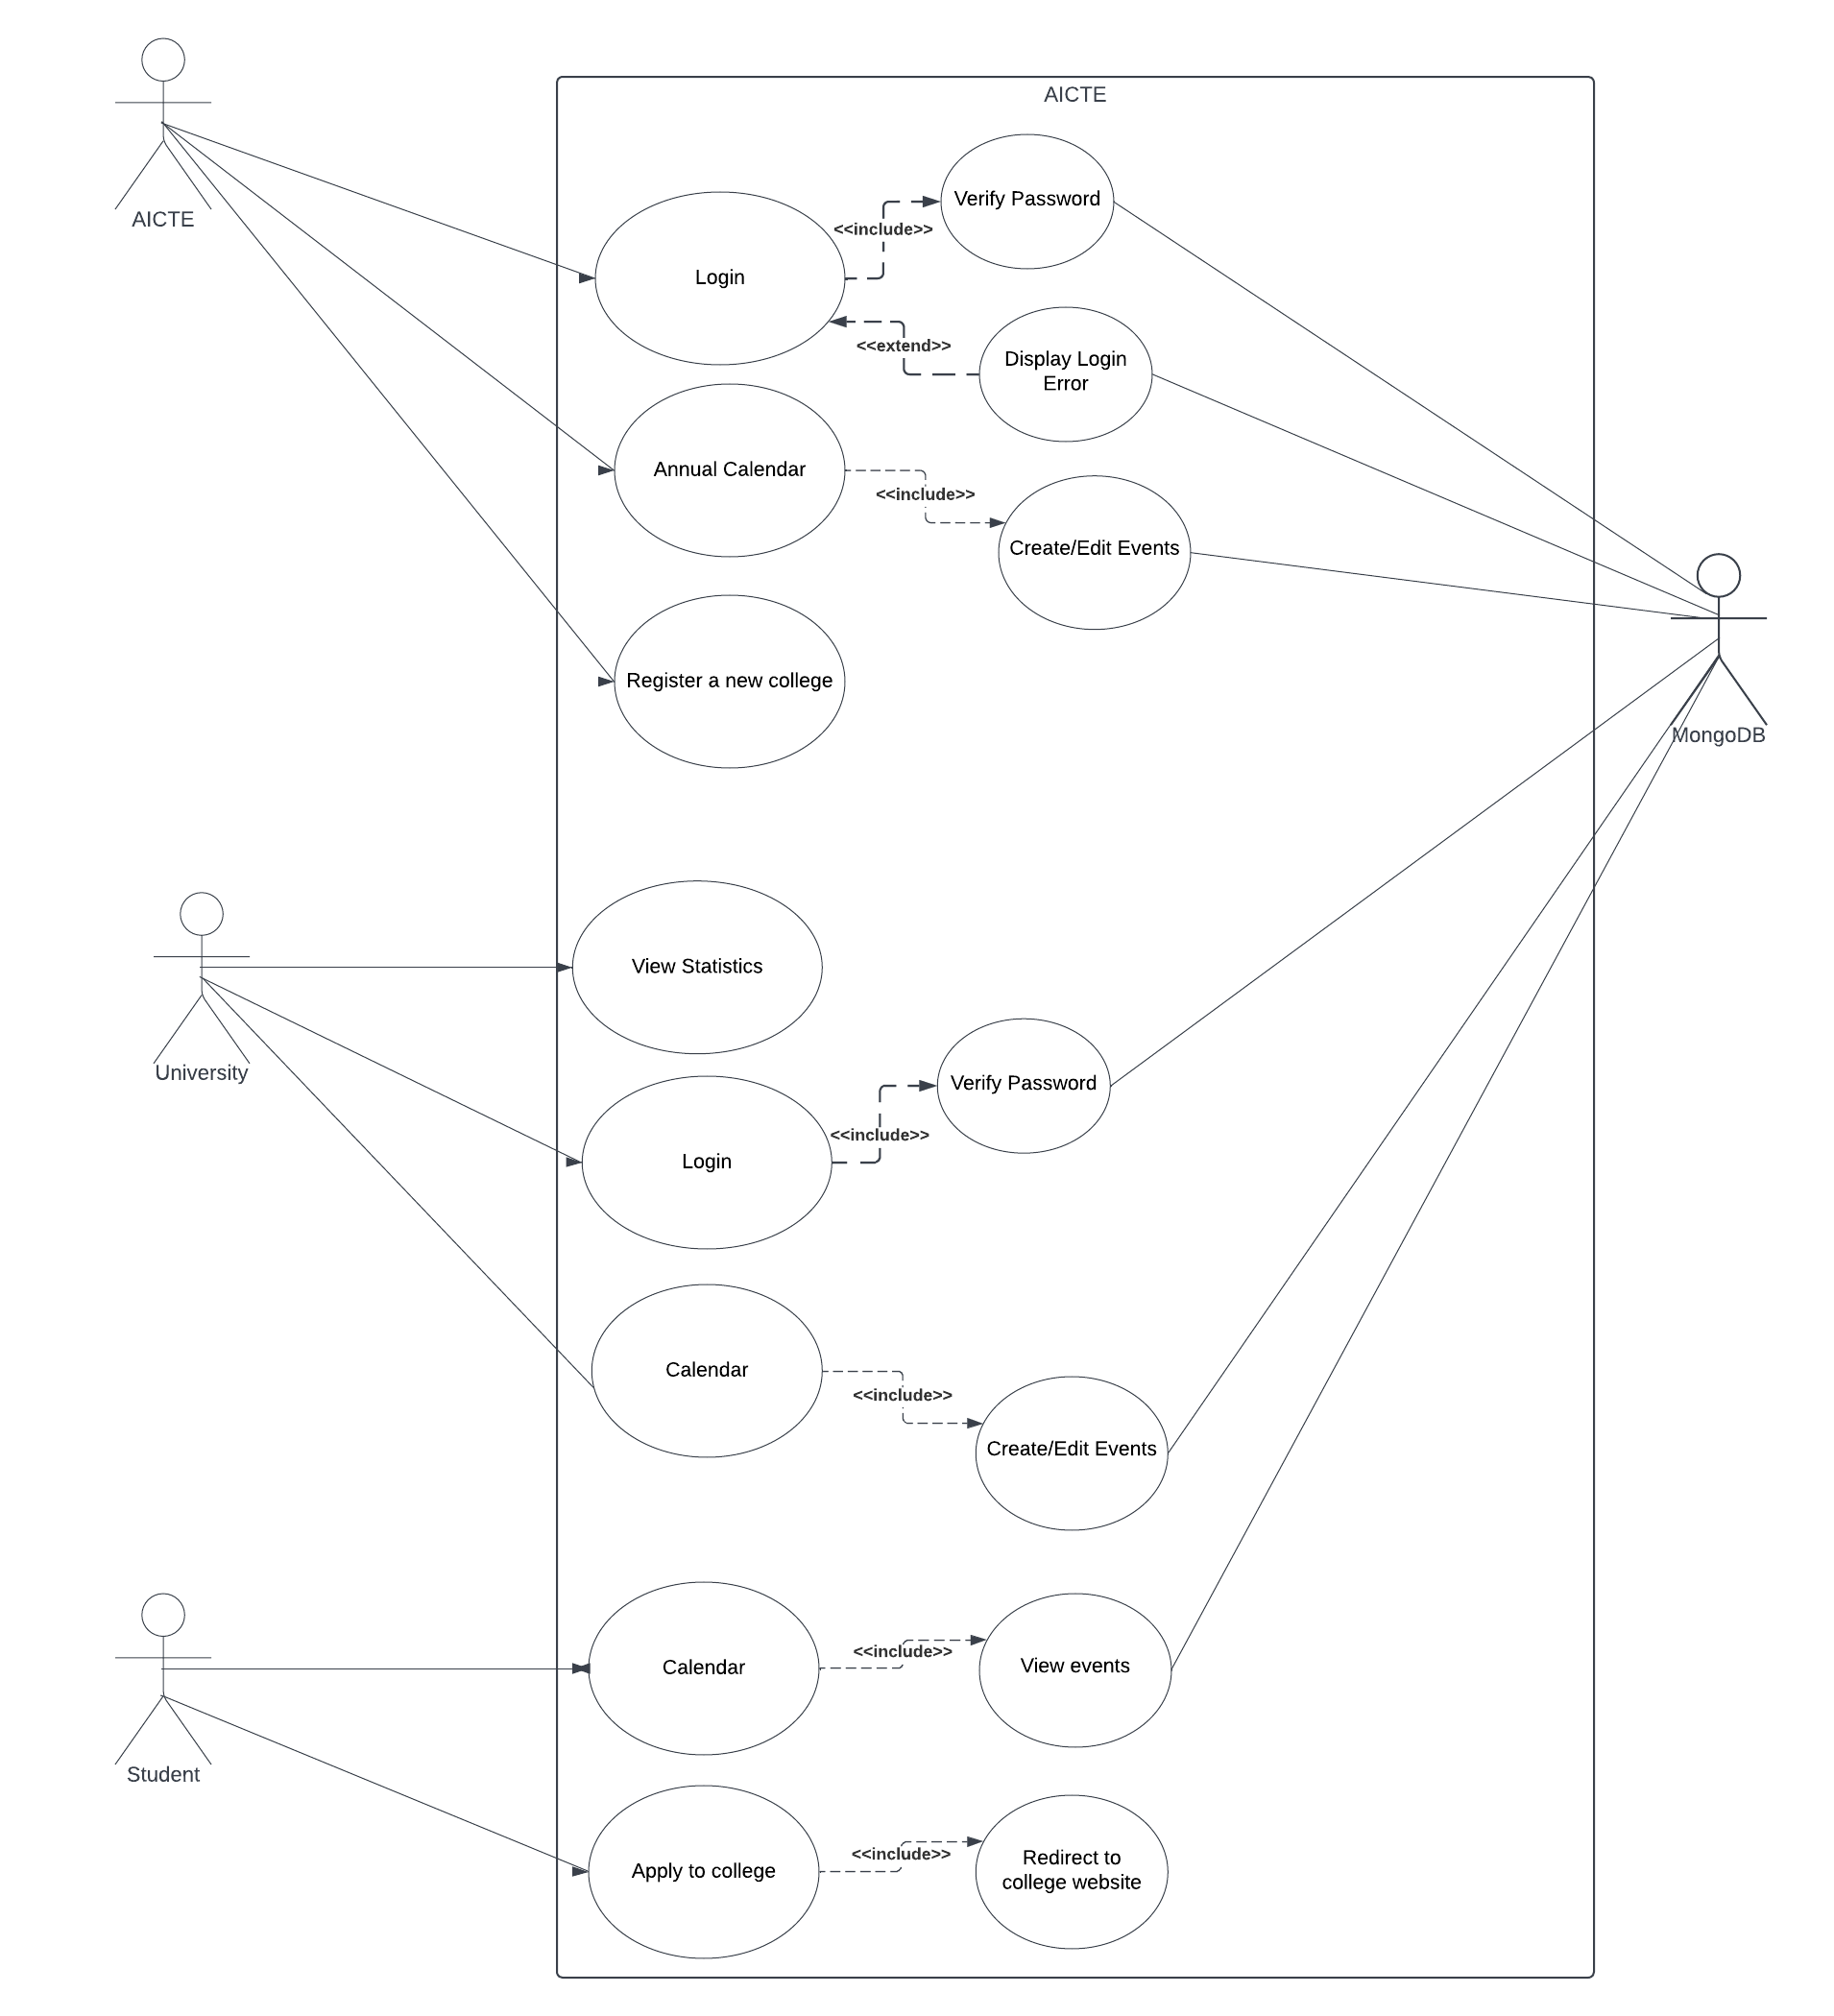 AICTE
AICTE
Verify Password
<<include>>
Login
<<extend>>
Display Login
Error
Annual Calendar
<<include>>
Create/Edit Events
Register a new college
MongoDB
View Statistics
University
Verify Password
<<include>>
Login
Calendar
<<include>>
Create/Edit Events
Calendar
<<include>>
View events
Student
Apply to college
<<include>>
Redirect to
college website